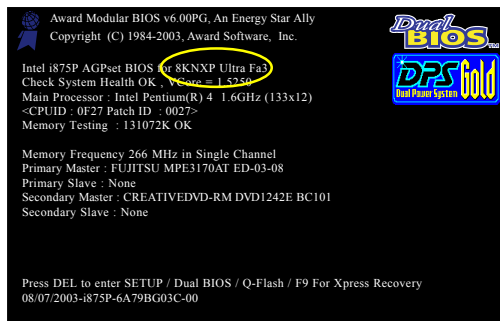 Award Modular BIOS v6.00PG, An Energy Star Ally
Copyright (C) 1984-2003, Award Software, Inc.
Dual
BIOS TM
DPS Gold
Dual Power System
Intel i875P AGPset BIOS for 8KNXP Ultra Fa3
Check System Health OK , VCore = 1.5250
Main Processor : Intel Pentium(R) 4 1.6GHz (133x12)
<CPUID : 0F27 Patch ID : 0027>
Memory Testing : 131072K OK
Memory Frequency 266 MHz in Single Channel
Primary Master : FUJITSU MPE3170AT ED-03-08
Primary Slave : None
Secondary Master : CREATIVEDVD-RM DVD1242E BC101
Secondary Slave : None
Press DEL to enter SETUP / Dual BIOS / Q-Flash / F9 For Xpress Recovery
08/07/2003-i875P-6A79BG03C-00